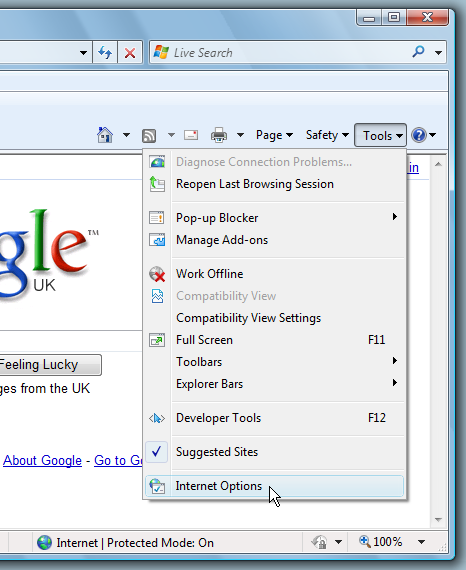 Live Search
Page Safety Tools
in
Diagnose Connection Problems...
Reopen Last Browsing Session
Pop-up Blocker
Manage Add-ons
Work Offline
Compatibility View
Compatibility View Settings
Full Screen F11
Toolbars
Explorer Bars
Developer Tools F12
Suggested Sites
Internet Options
gle™
UK
Feeling Lucky
ges from the UK
About Google - Go to Go
Internet | Protected Mode: On 100%